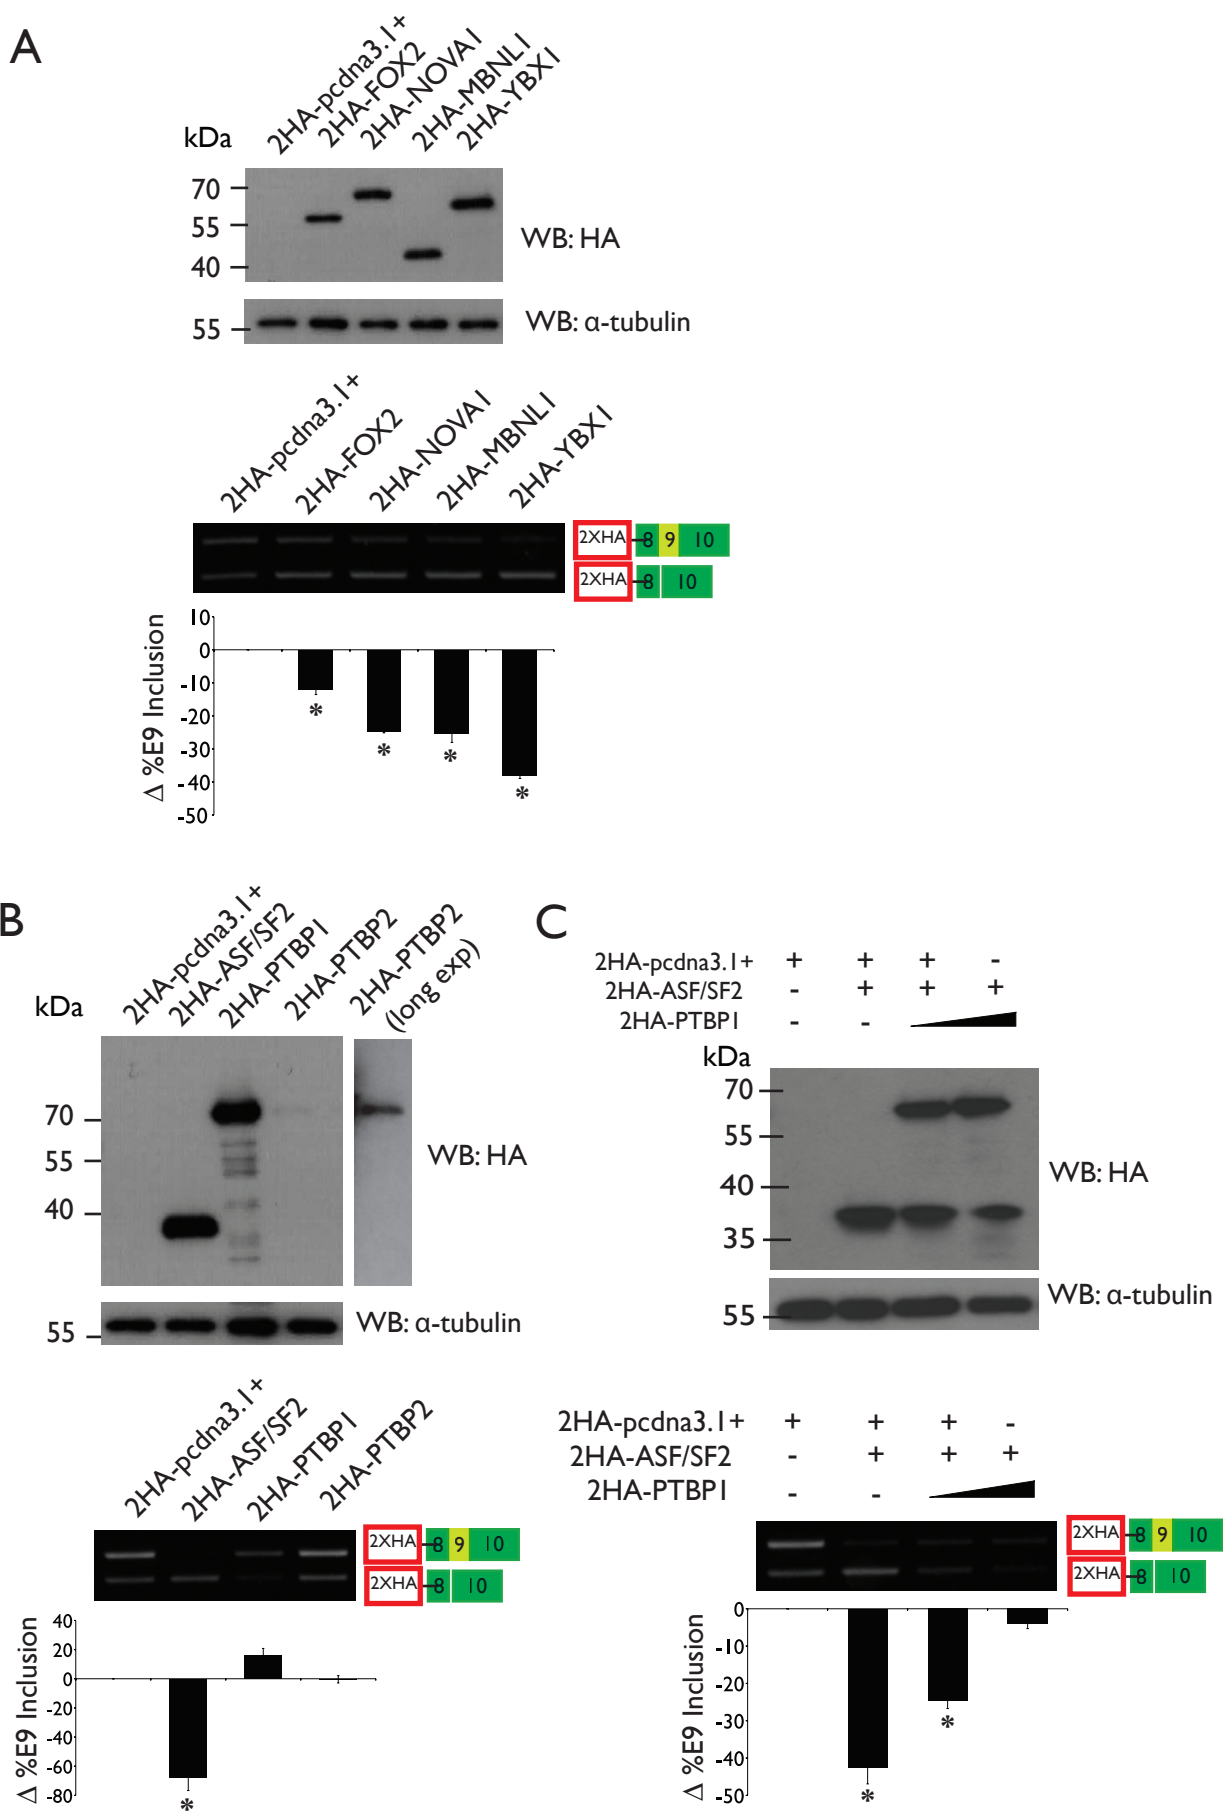 A
2HA-pcdna3.1+
2HA-FOX2
2HA-NOVA1
2HA-MBNL1
2HA-YBX1
kDa
70
55
40
WB: HA
55
WB: α-tubulin
2HA-pcdna3.1+
2HA-FOX2
2HA-NOVA1
2HA-MBNL1
2HA-YBX1
2XHA 8 9 10
2XHA 8 10
Δ %E9 Inclusion
10
0
-10
-20
-30
-40
-50
* * * *
B
2HA-pcdna3.1+
2HA-ASF/SF2
2HA-PTBP1
2HA-PTBP2
2HA-PTBP2
(long exp)
kDa
70
55
40
WB: HA
55
WB: α-tubulin
2HA-pcdna3.1+
2HA-ASF/SF2
2HA-PTBP1
2HA-PTBP2
2XHA 8 9 10
2XHA 8 10
Δ %E9 Inclusion
40
20
0
-20
-40
-60
-80
*
C
2HA-pcdna3.1+ + + + -
2HA-ASF/SF2 - + + +
2HA-PTBP1 - -
kDa
70
55
40
35
WB: HA
55
WB: α-tubulin
2HA-pcdna3.1+ + + + -
2HA-ASF/SF2 - + + +
2HA-PTBP1 - -
2XHA 8 9 10
2XHA 8 10
Δ %E9 Inclusion
0
-10
-20
-30
-40
-50
* *